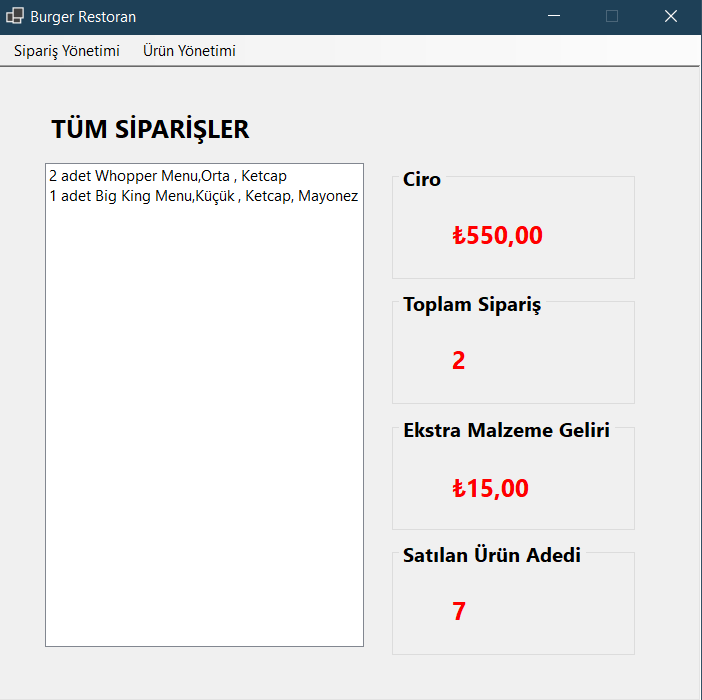 Burger Restoran
Sipariş Yönetimi Ürün Yönetimi
TÜM SİPARİŞLER
2 adet Whopper Menu,Orta , Ketcap
1 adet Big King Menu,Küçük , Ketcap, Mayonez
Ciro
₺550,00
Toplam Sipariş
2
Ekstra Malzeme Geliri
₺15,00
Satılan Ürün Adedi
7